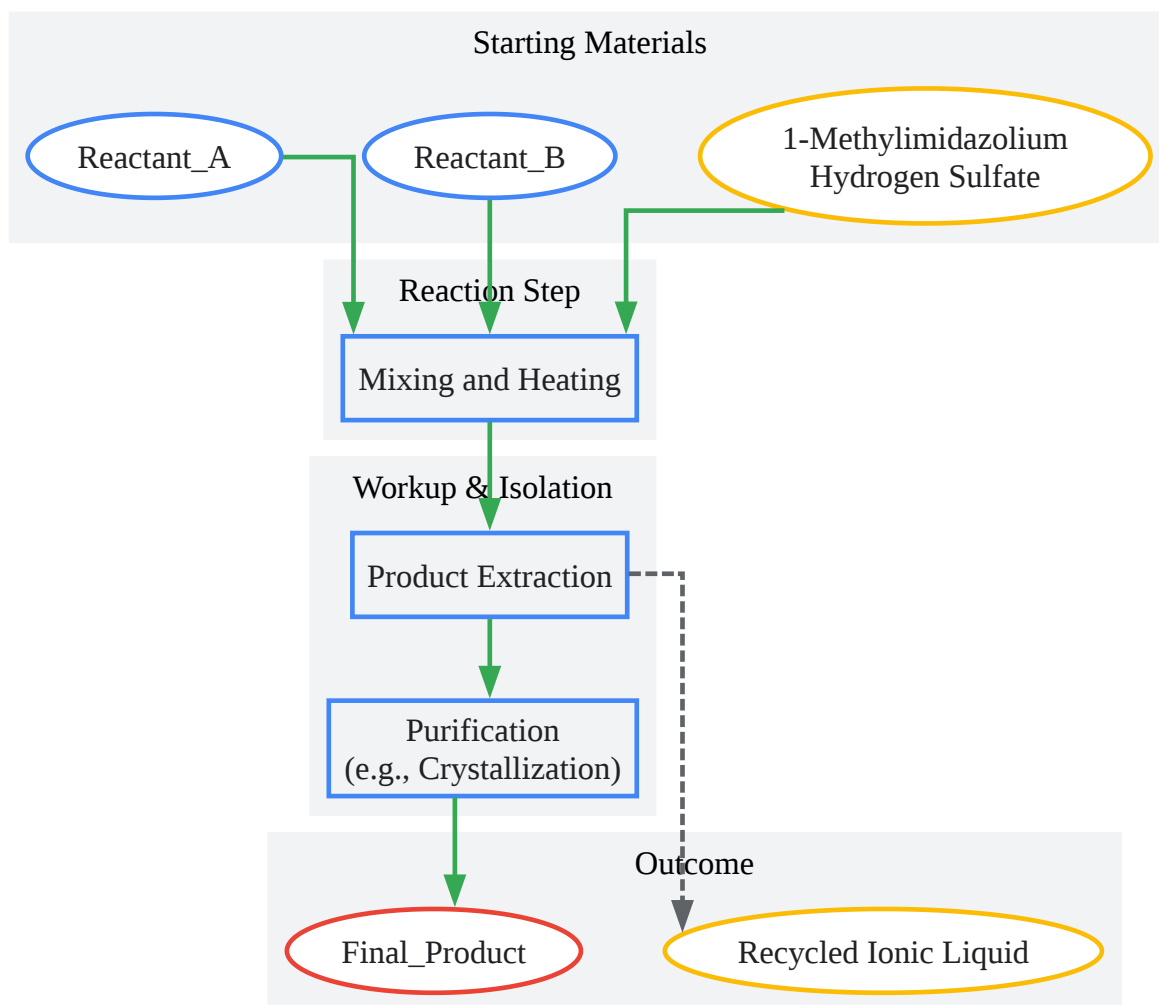 Starting Materials
Reactant_A
Reactant_B
1-Methylimidazolium
Hydrogen Sulfate
Reaction Step
Mixing and Heating
Workup & Isolation
Product Extraction
Purification
(e.g., Crystallization)
Outcome
Final_Product
Recycled Ionic Liquid